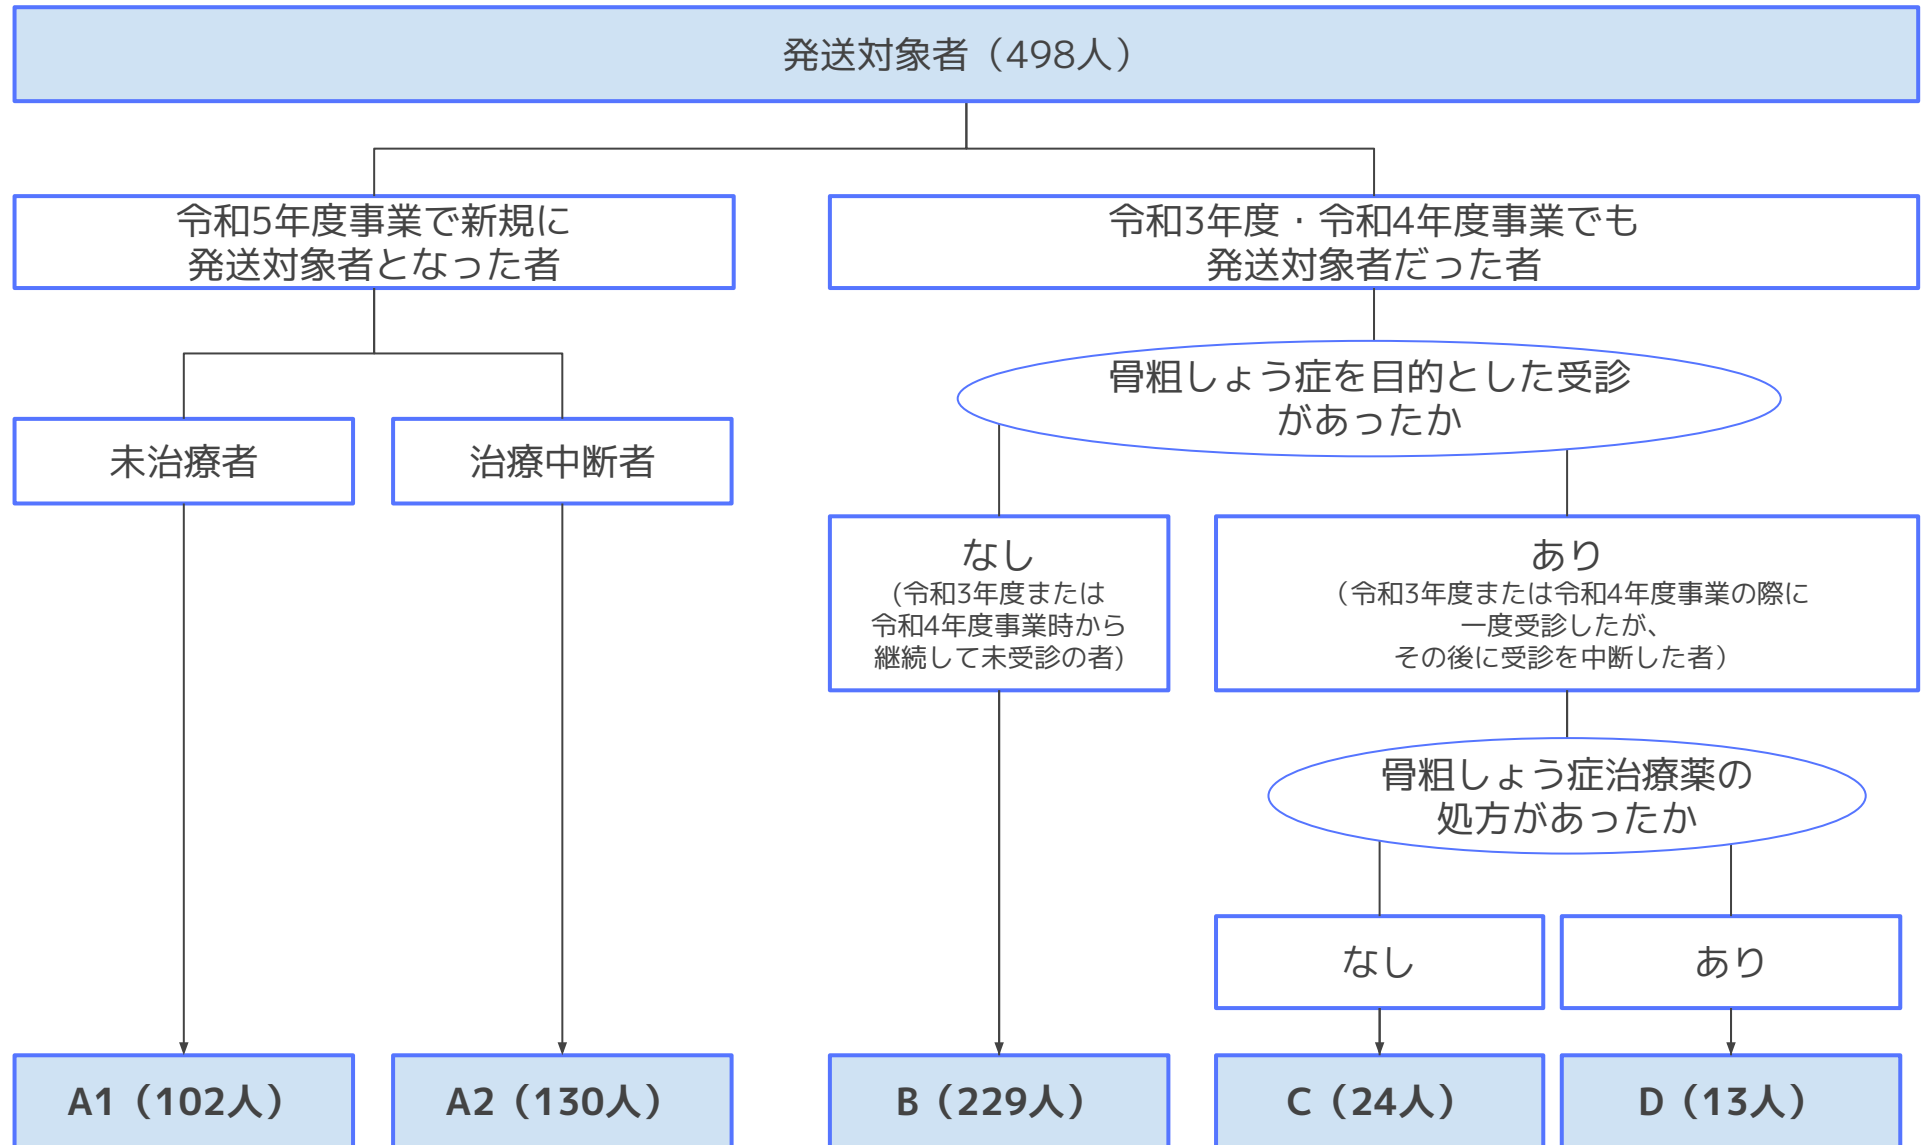 発送対象者（498人）
令和5年度事業で新規に
発送対象者となった者
令和3年度・令和4年度事業でも
発送対象者だった者
骨粗しょう症を目的とした受診
があったか
未治療者
治療中断者
なし
(令和3年度または
令和4年度事業時から
継続して未受診の者)
あり
（令和3年度または令和4年度事業の際に
一度受診したが、
その後に受診を中断した者）
骨粗しょう症治療薬の
処方があったか
なし
あり
A1（102人）
A2（130人）
B（229人）
C（24人）
D（13人）